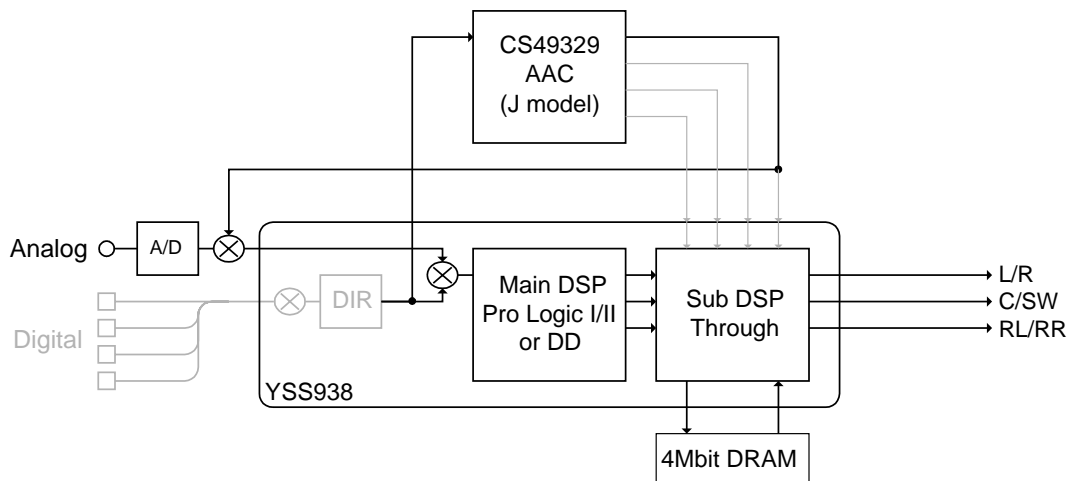 CS49329
AAC
(J model)
Analog
A/D
Digital
DIR
Main DSP
Pro Logic I/II
or DD
Sub DSP
Through
L/R
C/SW
RL/RR
YSS938
4Mbit DRAM